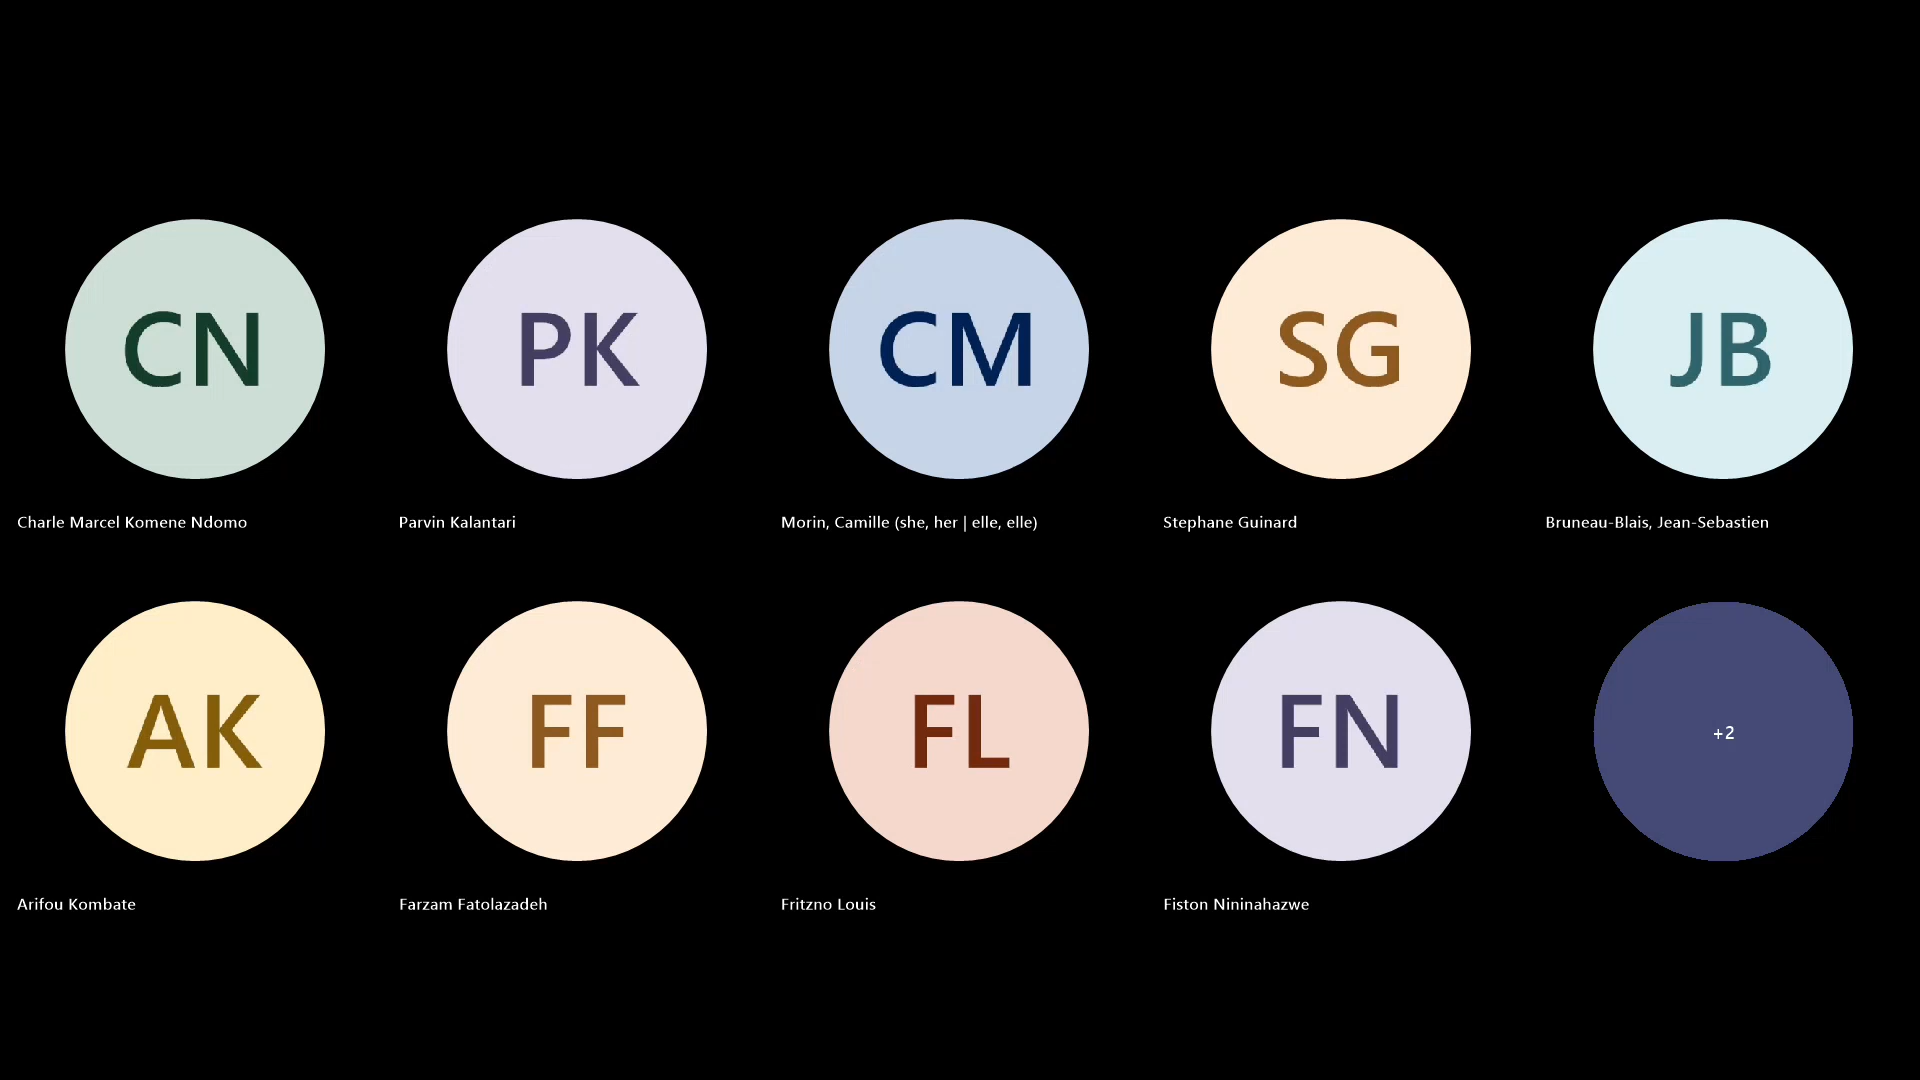 CN
PK
CM
SG
JB
Charle Marcel Komene Ndomo
Parvin Kalantari
Morin, Camille (she, her | elle, elle)
Stephane Guinard
Bruneau-Blais, Jean-Sebastien
AK
FF
FL
FN
+2
Arifou Kombate
Farzam Fatolazadeh
Fritzno Louis
Fiston Nininahazwe